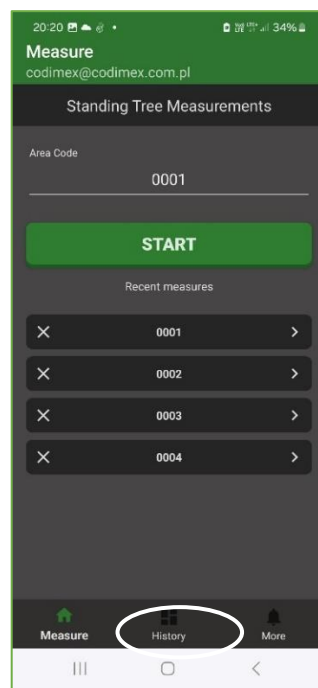 20:20
34%
Measure
codimex@codimex.com.pl
Standing Tree Measurements
Area Code
0001
START
Recent measures
0001
0002
0003
0004
Measure History More